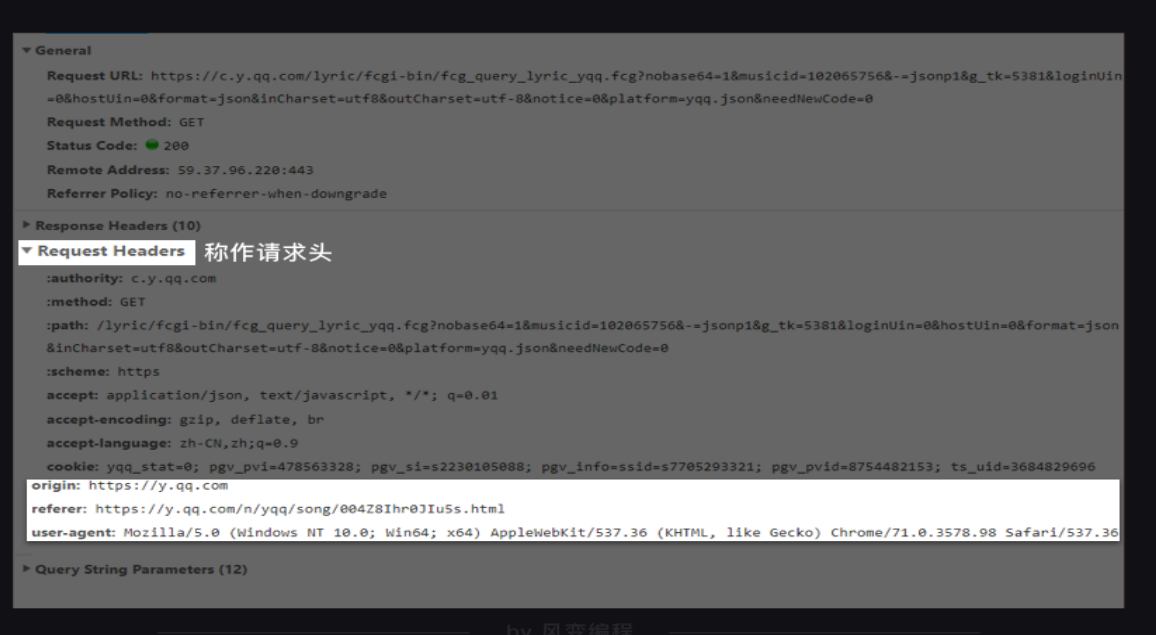 General
Request URL: https://c.y.qq.com/lyric/fcgi-bin/fcg_query_lyric_yqq.fcg?nobase64=1&musicid=102065756&-=jsonp1&g_tk=5381&loginUin
=0&hostUin=0&format=json&inCharset=utf8&outCharset=utf-8&notice=0&platform=yqq.json&needNewCode=0
Request Method: GET
Status Code: 200
Remote Address: 59.37.96.220:443
Referrer Policy: no-referrer-when-downgrade
Response Headers (10)
Request Headers 称作请求头
:authority: c.y.qq.com
:method: GET
:path: /lyric/fcgi-bin/fcg_query_lyric_yqq.fcg?nobase64=1&musicid=102065756&-=jsonp1&g_tk=5381&loginUin=0&hostUin=0&format=json
&inCharset=utf8&outCharset=utf-8&notice=0&platform=yqq.json&needNewCode=0
:scheme: https
accept: application/json, text/javascript, */*; q=0.01
accept-encoding: gzip, deflate, br
accept-language: zh-CN,zh;q=0.9
cookie: yqq_stat=0; pgv_pvi=478563328; pgv_si=s2230105088; pgv_info=ssid=s7705293321; pgv_pvid=8754482153; ts_uid=3684829696
origin: https://y.qq.com
referer: https://y.qq.com/n/yqq/song/004Z8Ihr0JIu5s.html
user-agent: Mozilla/5.0 (Windows NT 10.0; Win64; x64) AppleWebKit/537.36 (KHTML, like Gecko) Chrome/71.0.3578.98 Safari/537.36
Query String Parameters (12)
by 风变编程